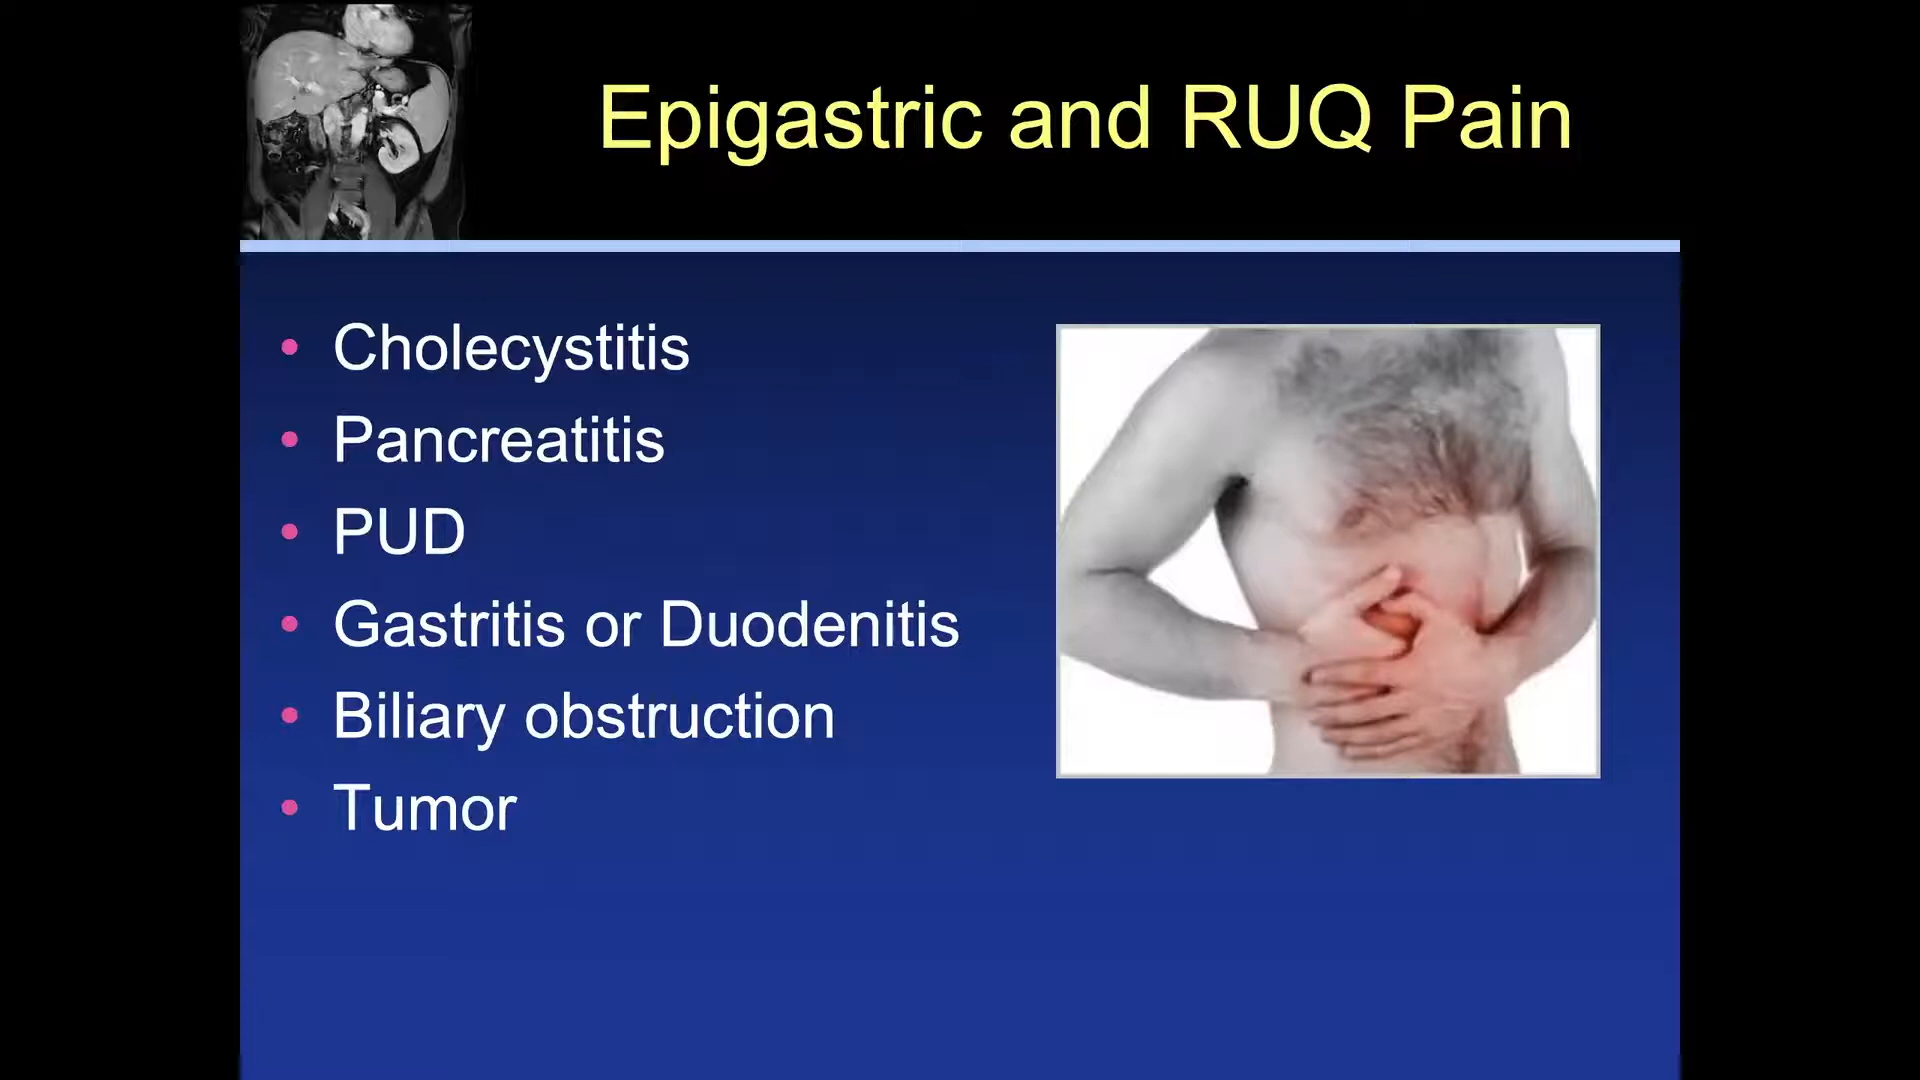 Epigastric and RUQ Pain
• Cholecystitis
• Pancreatitis
• PUD
• Gastritis or Duodenitis
• Biliary obstruction
• Tumor